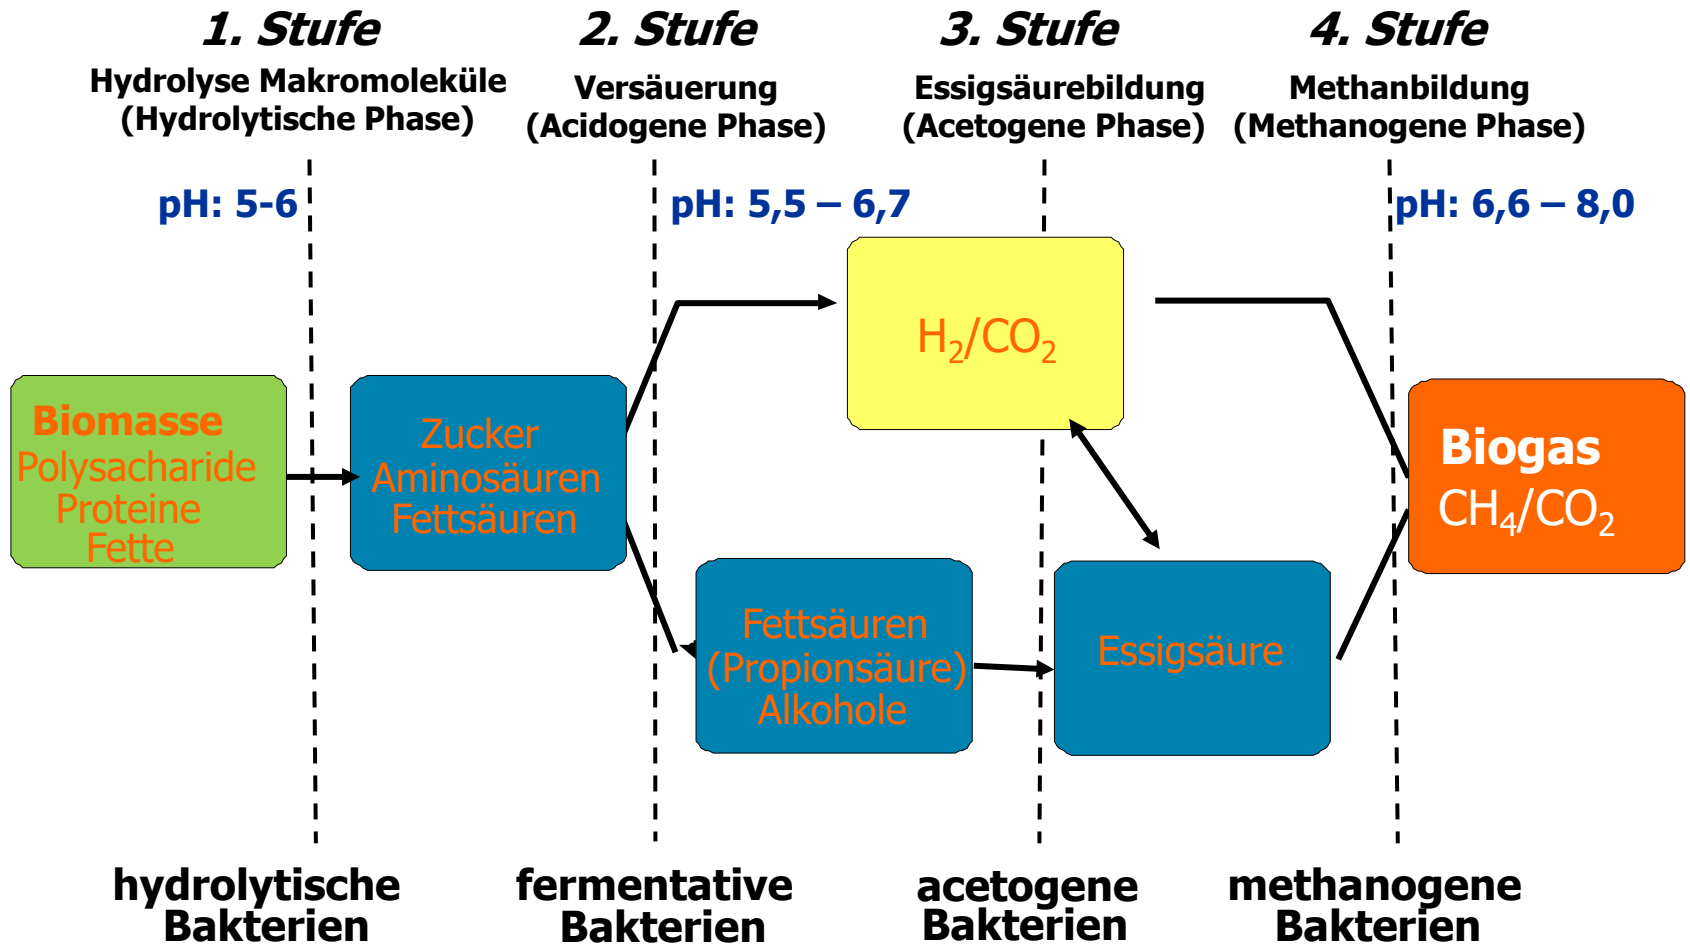 1. Stufe
Hydrolyse Makromoleküle
(Hydrolytische Phase)
2. Stufe
Versäuerung
(Acidogene Phase)
3. Stufe
Essigsäurebildung
(Acetogene Phase)
4. Stufe
Methanbildung
(Methanogene Phase)
pH: 5-6
pH: 5,5 – 6,7
pH: 6,6 – 8,0
Biomasse
Polysacharide
Proteine
Fette
Zucker
Aminosäuren
Fettsäuren
H₂/CO₂
Fettsäuren
(Propionsäure)
Alkohole
Essigsäure
Biogas
CH₄/CO₂
hydrolytische
Bakterien
fermentative
Bakterien
acetogene
Bakterien
methanogene
Bakterien